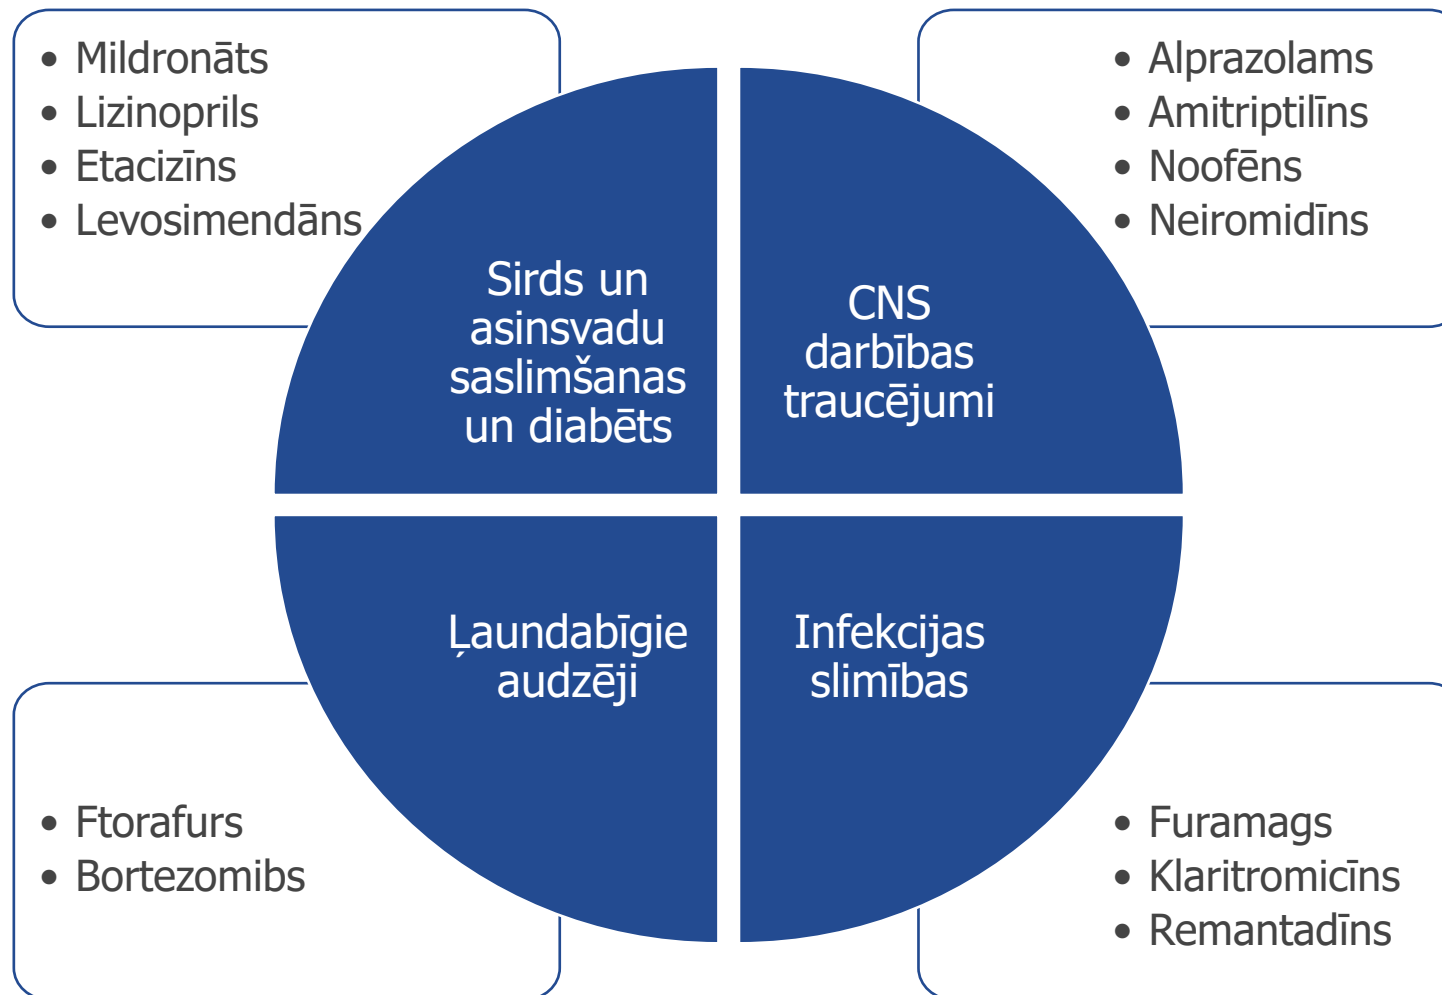 • Mildronāts
• Lizinoprils
• Etacizīns
• Levosimendāns
Sirds un
asinsvadu
saslimšanas
un diabēts
• Alprazolams
• Amitriptilīns
• Noofēns
• Neiromidīns
CNS
darbības
traucējumi
Ļaundabīgie
audzēji
• Ftorafurs
• Bortezomibs
Infekcijas
slimības
• Furamags
• Klaritromicīns
• Remantadīns